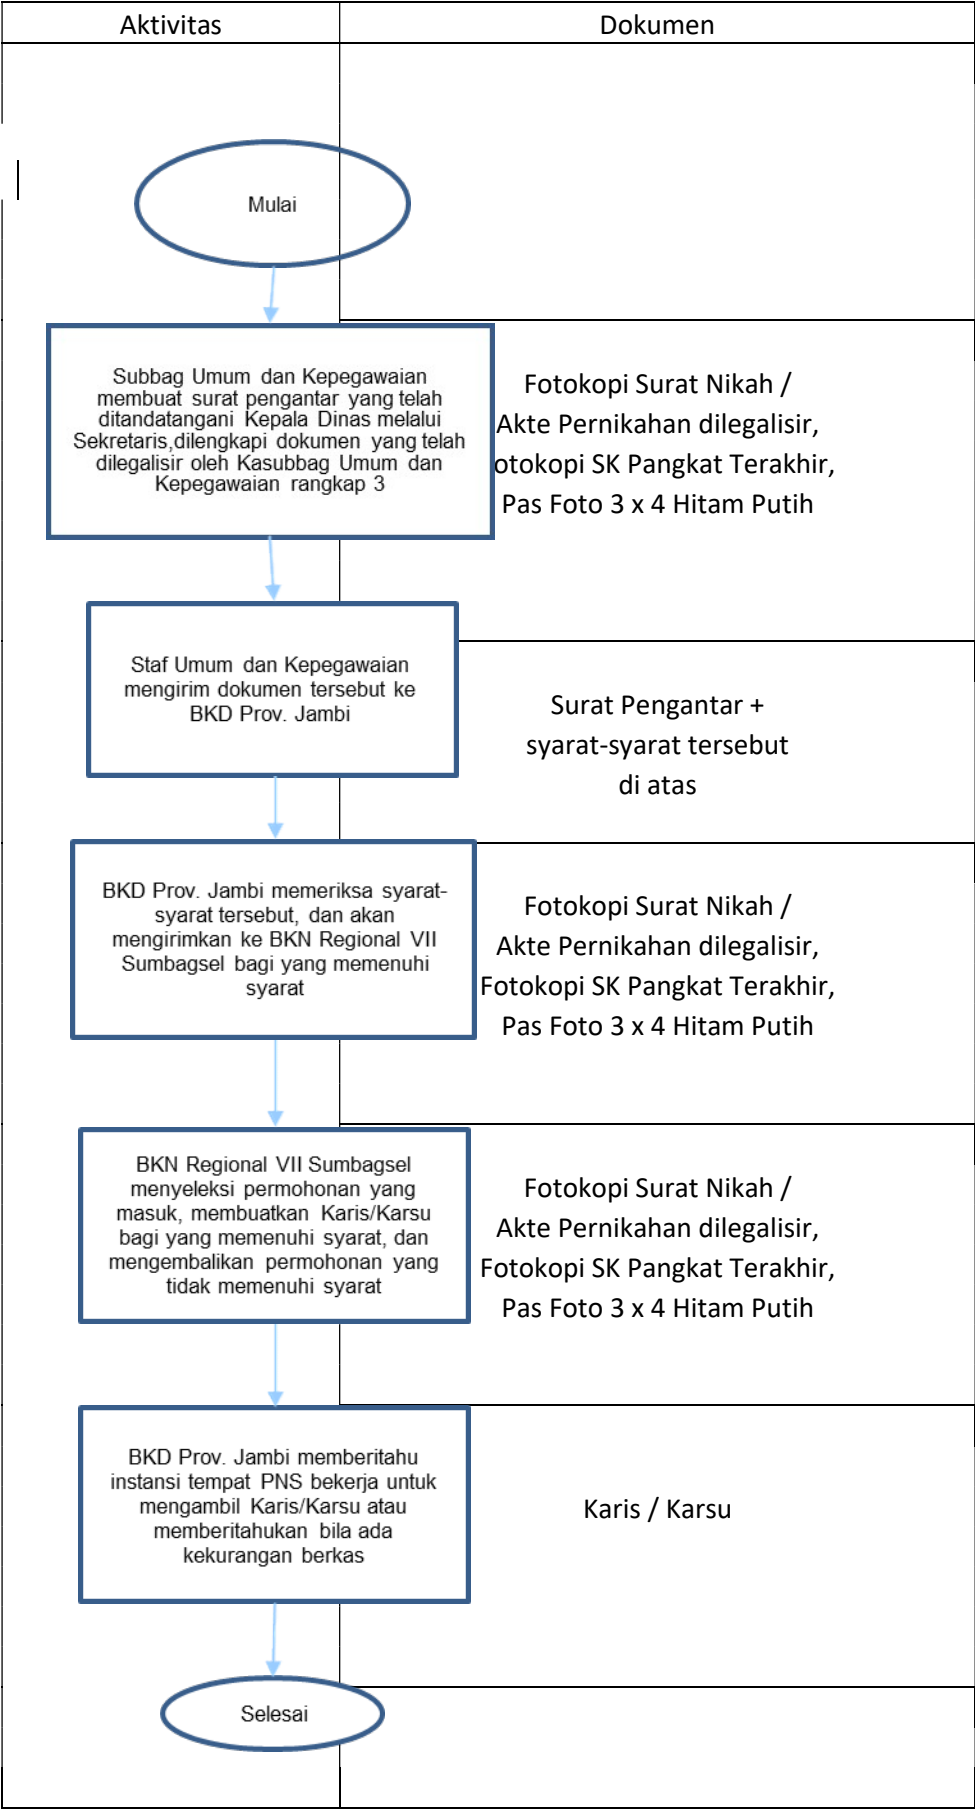 Aktivitas
Dokumen
Mulai
Subbag Umum dan Kepegawaian
membuat surat pengantar yang telah
ditandatangani Kepala Dinas melalui
Sekretaris,dilengkapi dokumen yang telah
dilegalisir oleh Kasubbag Umum dan
Kepegawaian rangkap 3
Fotokopi Surat Nikah /
Akte Pernikahan dilegalisir,
otokopi SK Pangkat Terakhir,
Pas Foto 3 x 4 Hitam Putih
Staf Umum dan Kepegawaian
mengirim dokumen tersebut ke
BKD Prov. Jambi
Surat Pengantar +
syarat-syarat tersebut
di atas
BKD Prov. Jambi memeriksa syarat-
syarat tersebut, dan akan
mengirimkan ke BKN Regional VII
Sumbagsel bagi yang memenuhi
syarat
Fotokopi Surat Nikah /
Akte Pernikahan dilegalisir,
Fotokopi SK Pangkat Terakhir,
Pas Foto 3 x 4 Hitam Putih
BKN Regional VII Sumbagsel
menyeleksi permohonan yang
masuk, membuatkan Karis/Karsu
bagi yang memenuhi syarat, dan
mengembalikan permohonan yang
tidak memenuhi syarat
Fotokopi Surat Nikah /
Akte Pernikahan dilegalisir,
Fotokopi SK Pangkat Terakhir,
Pas Foto 3 x 4 Hitam Putih
BKD Prov. Jambi memberitahu
instansi tempat PNS bekerja untuk
mengambil Karis/Karsu atau
memberitahukan bila ada
kekurangan berkas
Karis / Karsu
Selesai